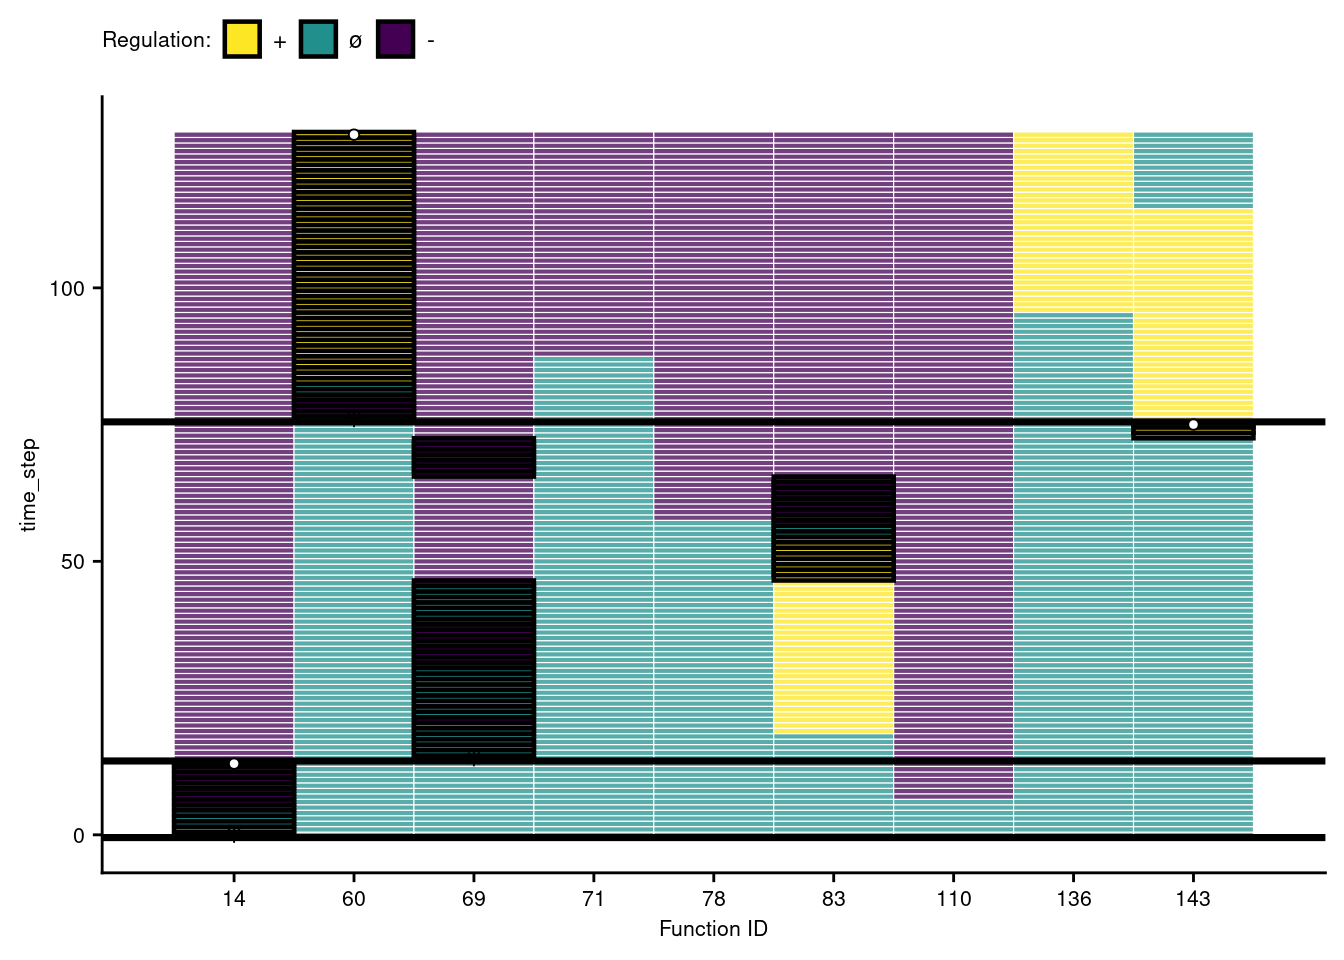 Regulation: + ø -
100
50
0
time_step
14 60 69 71 78 83 110 136 143
Function ID